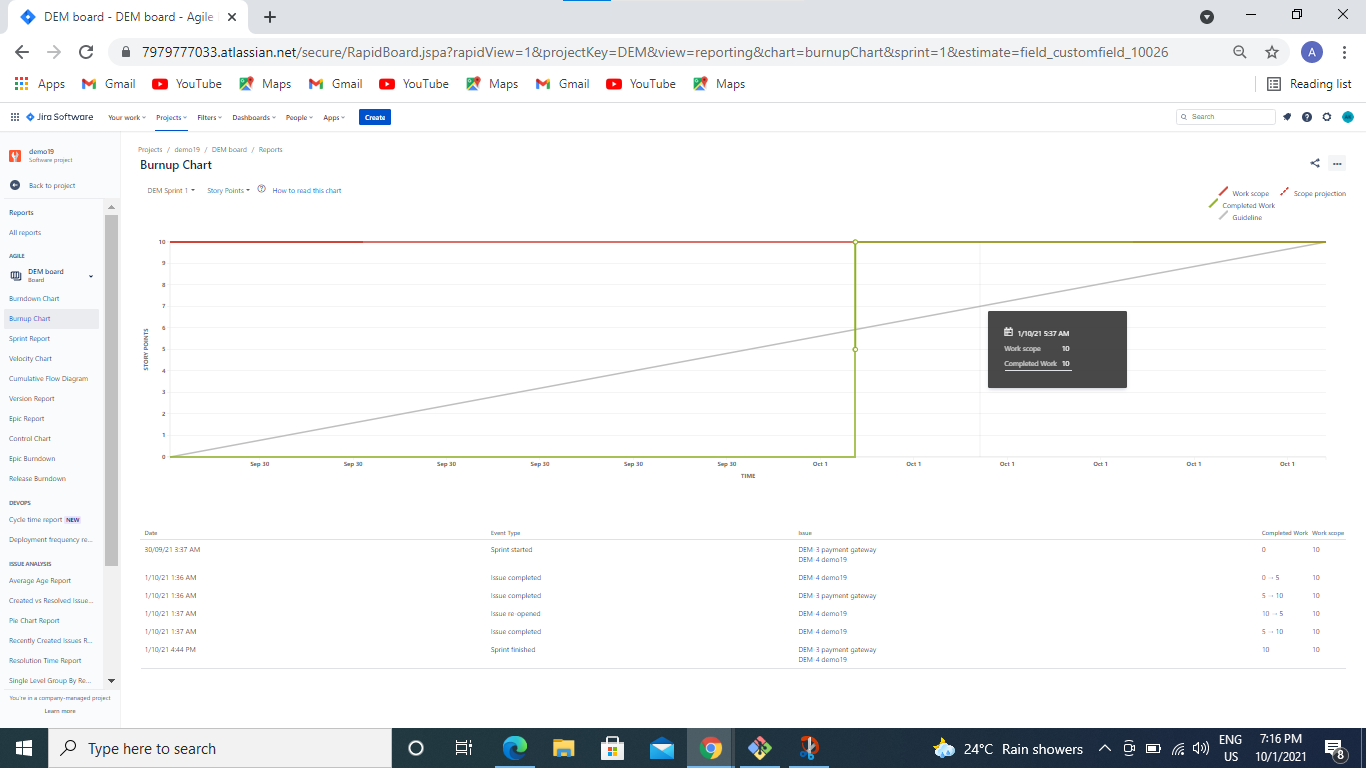 DEM board - DEM board - Agile
7979777033.atlassian.net/secure/RapidBoard.jspa?rapidView=1&projectKey=DEM&view=reporting&chart=burnupChart&sprint=1&estimate=field_customfield_10026
A
Apps Gmail YouTube Maps Gmail YouTube Maps Gmail YouTube Maps Reading list
Jira Software Your work Projects Filters Dashboards People Apps Create Search
demo19
Software project
Back to project
Reports
All reports
AGILE
DEM board
Board
Burndown Chart
Burnup Chart
Sprint Report
Velocity Chart
Cumulative Flow Diagram
Version Report
Epic Report
Control Chart
Epic Burndown
Release Burndown
DEVOPS
Cycle time report NEW
Deployment frequency re...
ISSUE ANALYSIS
Average Age Report
Created vs Resolved Issue...
Pie Chart Report
Recently Created Issues R...
Resolution Time Report
Single Level Group By Re...
You're in a company-managed project
Learn more
Projects / demo19 / DEM board / Reports
Burnup Chart
DEM Sprint 1 Story Points How to read this chart
Work scope Scope projection
Completed Work
Guideline
STORY POINTS
10
9
8
7
6
5
4
3
2
1
0
1/10/21 5:37 AM
Work scope 10
Completed Work 10
Sep 30 Sep 30 Sep 30 Sep 30 Sep 30 Sep 30 Oct 1 Oct 1 Oct 1 Oct 1 Oct 1 Oct 1
TIME
Date Event Type Issue Completed Work Work scope
30/09/21 3:37 AM Sprint started DEM-3 payment gateway 0 10
DEM-4 demo19
1/10/21 1:36 AM Issue completed DEM-4 demo19 0 → 5 10
1/10/21 1:36 AM Issue completed DEM-3 payment gateway 5 → 10 10
1/10/21 1:37 AM Issue re-opened DEM-4 demo19 10 → 5 10
1/10/21 1:37 AM Issue completed DEM-4 demo19 5 → 10 10
1/10/21 4:44 PM Sprint finished DEM-3 payment gateway 10 10
DEM-4 demo19
Type here to search
24°C Rain showers
ENG
US
7:16 PM
10/1/2021
8